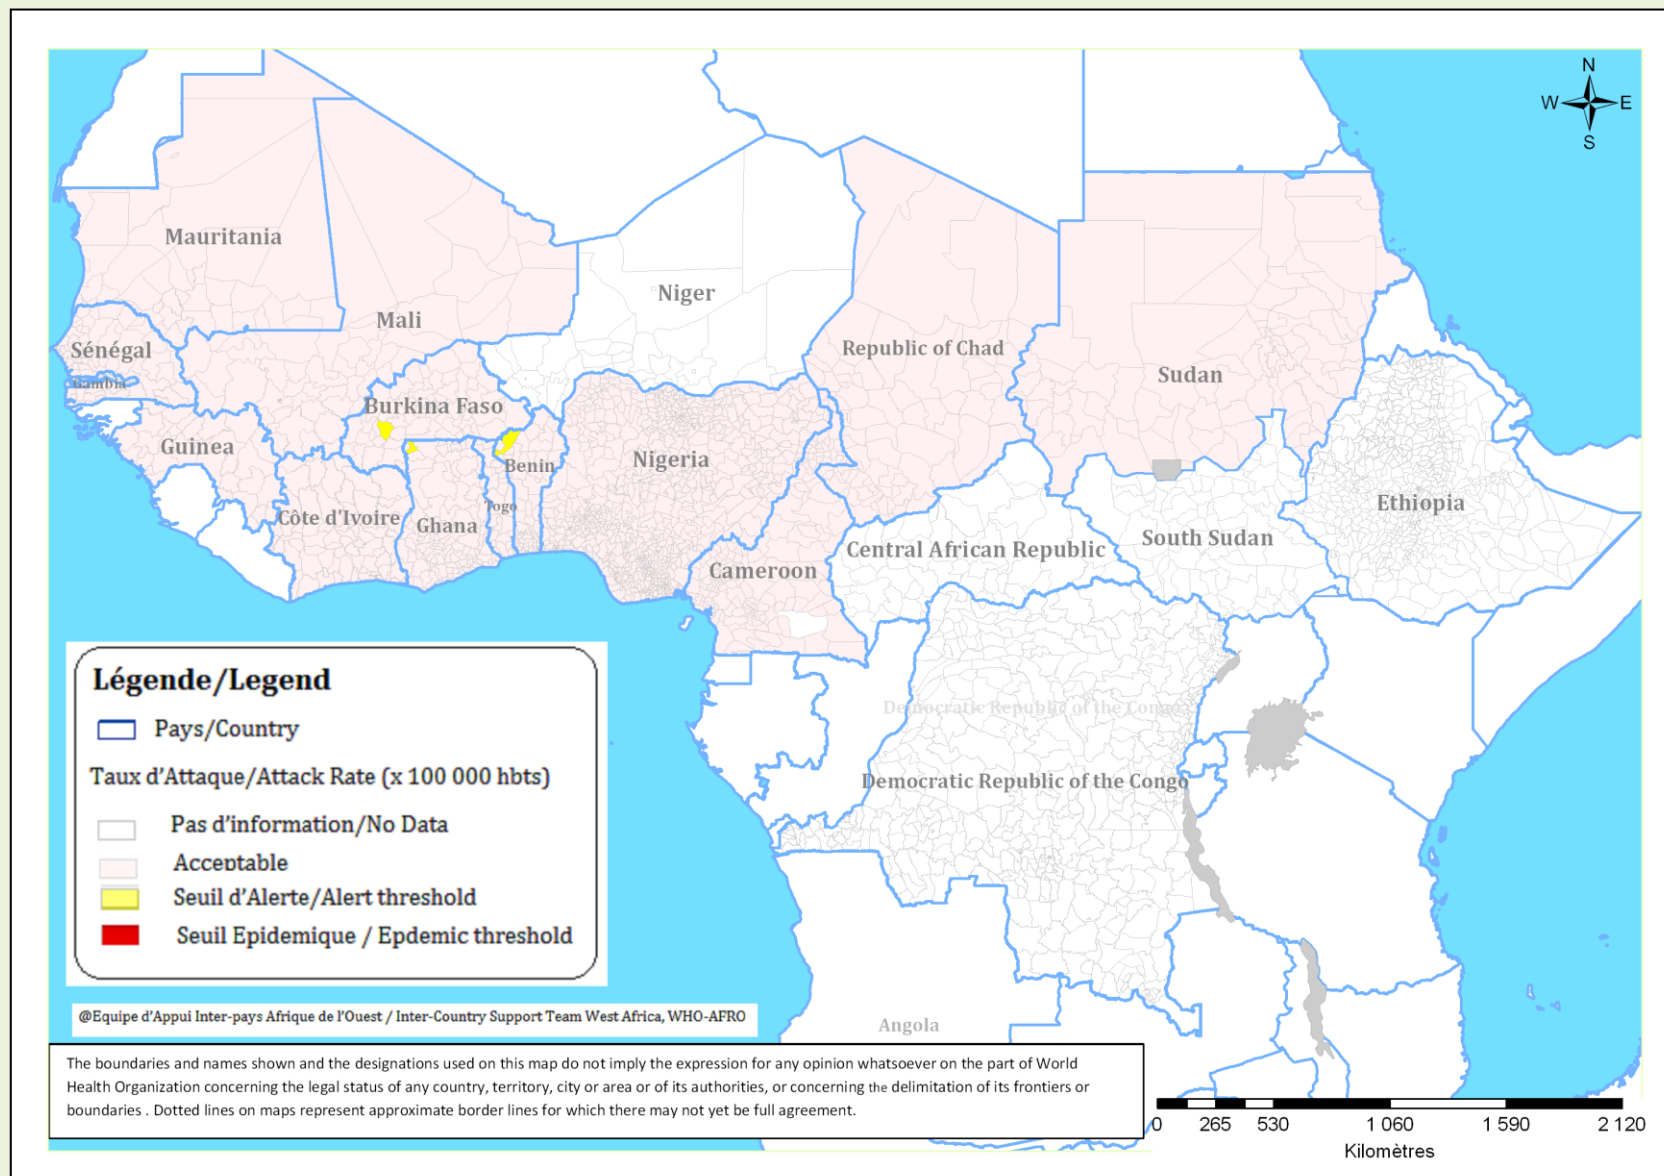 N
W E
S
Mauritania
Niger
Mali
Sénégal
Republic of Chad
Gambia
Sudan
Burkina Faso
Guinea
Nigeria
Benin
Ethiopia
Togo
Côte d'Ivoire
Ghana
South Sudan
Central African Republic
Cameroon
Democratic Republic of the Congo
Democratic Republic of the Congo
Angola
Légende/Legend
Pays/Country
Taux d'Attaque/Attack Rate (x 100 000 hbts)
Pas d'information/No Data
Acceptable
Seuil d'Alerte/Alert threshold
Seuil Epidemique / Epdemic threshold
@Equipe d'Appui Inter-pays Afrique de l'Ouest / Inter-Country Support Team West Africa, WHO-AFRO
The boundaries and names shown and the designations used on this map do not imply the expression for any opinion whatsoever on the part of World
Health Organization concerning the legal status of any country, territory, city or area or of its authorities, or concerning the delimitation of its frontiers or
boundaries . Dotted lines on maps represent approximate border lines for which there may not yet be full agreement.
0 265 530 1 060 1 590 2 120
Kilomètres